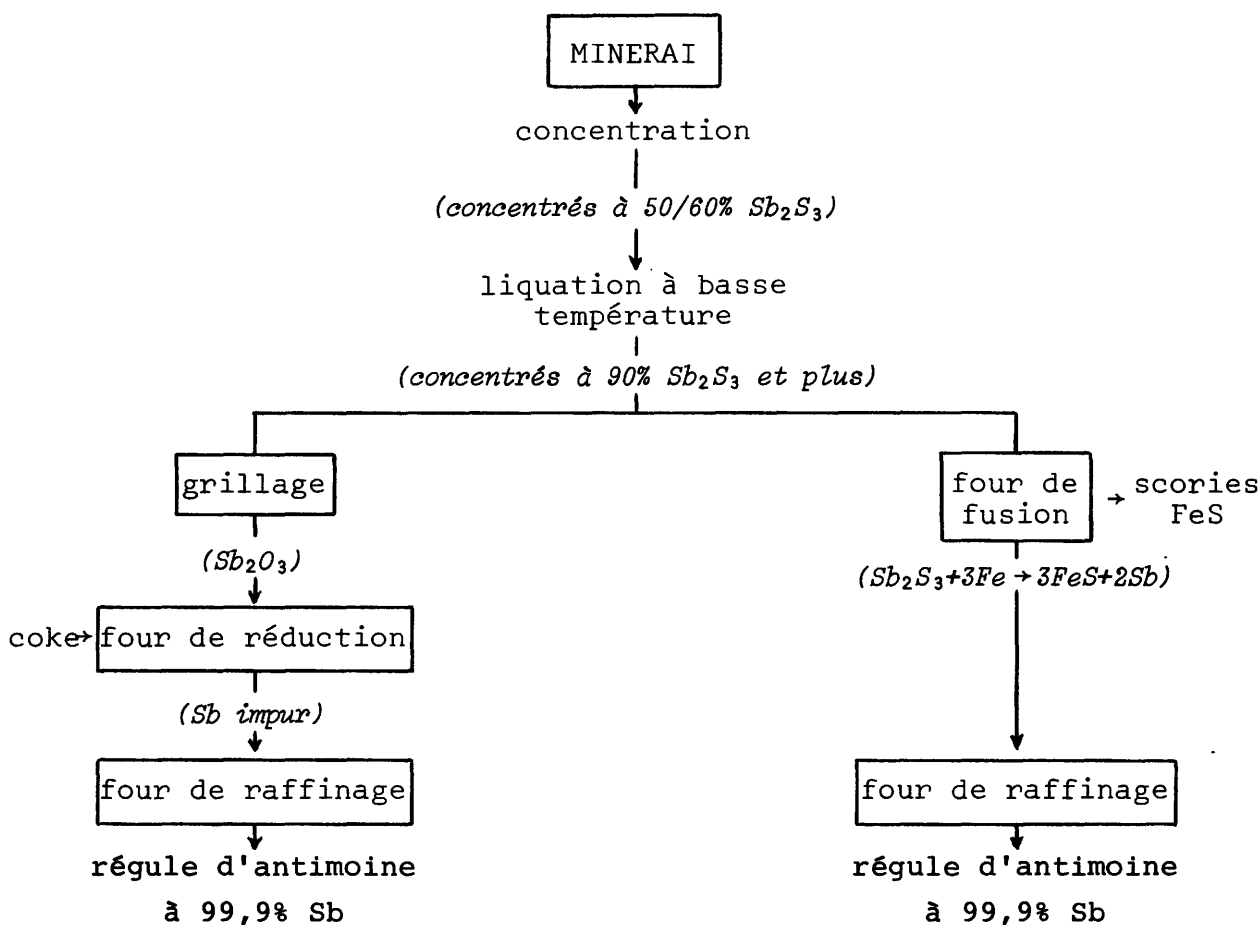 MINERAI
concentration
(concentrés à 50/60% Sb₂S₃)
liquation à basse
température
(concentrés à 90% Sb₂S₃ et plus)
grillage
(Sb₂O₃)
coke→four de réduction
(Sb impur)
four de raffinage
régule d'antimoine
à 99,9% Sb
four de
fusion
→ scories
FeS
(Sb₂S₃+3Fe→3FeS+2Sb)
four de raffinage
régule d'antimoine
à 99,9% Sb